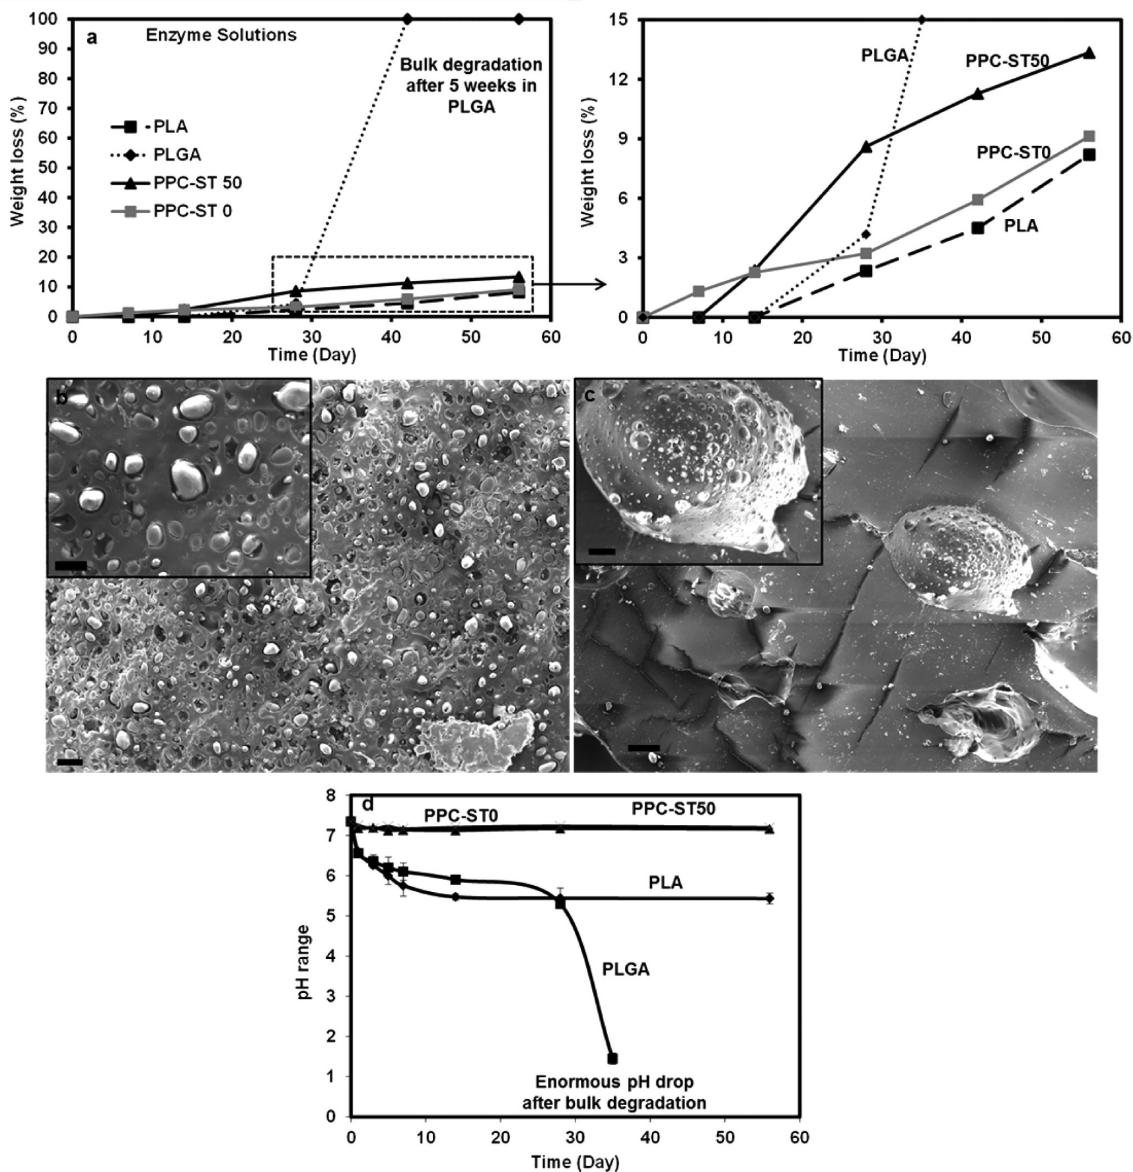 a
Enzyme Solutions
Bulk degradation
after 5 weeks in
PLGA
PLA
PLGA
PPC-ST 50
PPC-ST 0
Weight loss (%)
100
90
80
70
60
50
40
30
20
10
0
0 10 20 30 40 50 60
Time (Day)
PLGA
PPC-ST50
PPC-ST0
PLA
Weight loss (%)
15
12
9
6
3
0
0 10 20 30 40 50 60
Time (Day)
b
c
d
PPC-ST0
PPC-ST50
PLA
PLGA
Enormous pH drop
after bulk degradation
pH range
8
7
6
5
4
3
2
1
0
0 10 20 30 40 50 60
Time (Day)